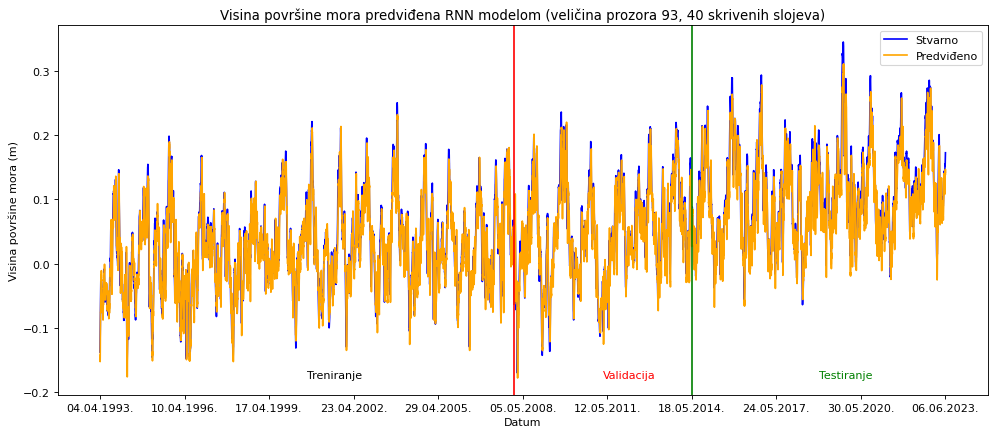 Visina površine mora predviđena RNN modelom (veličina prozora 93, 40 skrivenih slojeva)
Stvarno
Predviđeno
Visina površine mora (m)
0.3
0.2
0.1
0.0
−0.1
−0.2
Treniranje
Validacija
Testiranje
04.04.1993.
10.04.1996.
17.04.1999.
23.04.2002.
29.04.2005.
05.05.2008.
12.05.2011.
18.05.2014.
24.05.2017.
30.05.2020.
06.06.2023.
Datum